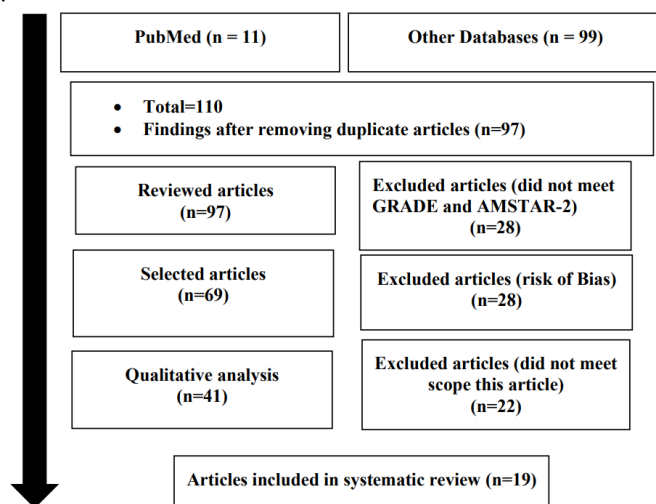 PubMed (n = 11)
Other Databases (n = 99)
• Total=110
• Findings after removing duplicate articles (n=97)
Reviewed articles
(n=97)
Excluded articles (did not meet
GRADE and AMSTAR-2)
(n=28)
Selected articles
(n=69)
Excluded articles (risk of Bias)
(n=28)
Qualitative analysis
(n=41)
Excluded articles (did not meet
scope this article)
(n=22)
Articles included in systematic review (n=19)